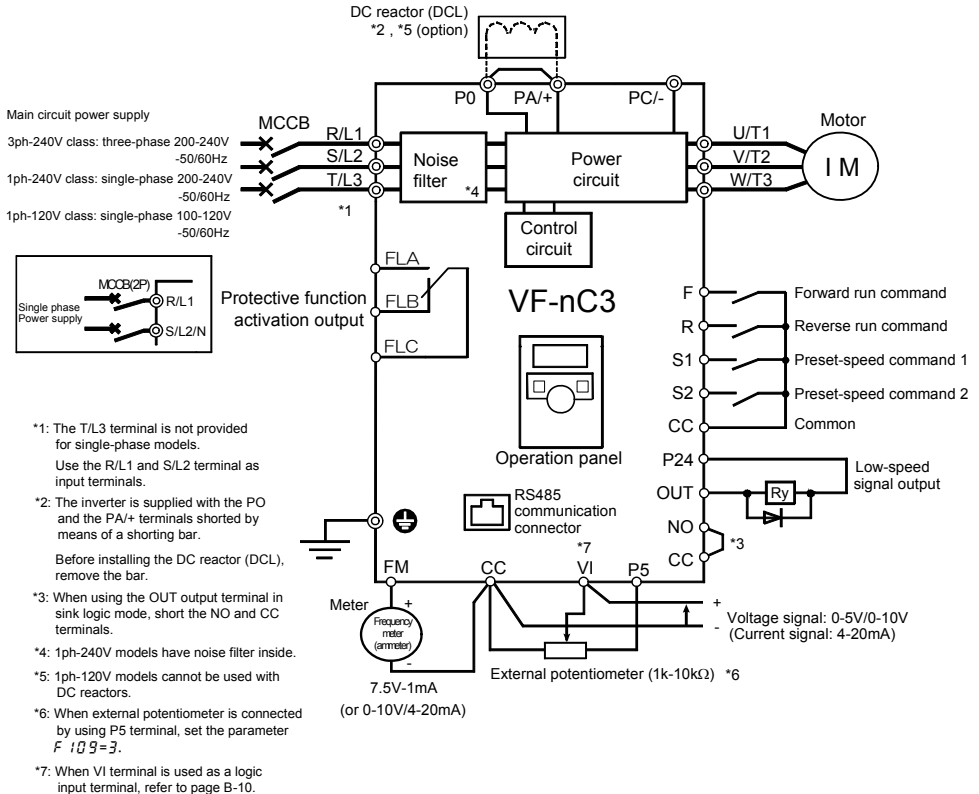 DC reactor (DCL)
*2 , *5 (option)
P0
PA/+
PC/-
Main circuit power supply
MCCB
3ph-240V class: three-phase 200-240V
-50/60Hz
1ph-240V class: single-phase 200-240V
-50/60Hz
1ph-120V class: single-phase 100-120V
-50/60Hz
R/L1
S/L2
T/L3
*1
Noise
filter
*4
Power
circuit
Control
circuit
U/T1
V/T2
W/T3
Motor
I M
MCCB(2P)
R/L1
Single phase
Power supply
S/L2/N
Protective function
activation output
FLA
FLB
FLC
VF-nC3
Operation panel
RS485
communication
connector
F
Forward run command
R
Reverse run command
S1
Preset-speed command 1
S2
Preset-speed command 2
CC
Common
P24
Low-speed
signal output
OUT
Ry
NO
*3
CC
*7
FM
CC
VI
P5
Meter
+
Frequency
meter
(ammeter)
-
7.5V-1mA
(or 0-10V/4-20mA)
+
-
Voltage signal: 0-5V/0-10V
(Current signal: 4-20mA)
External potentiometer (1k-10kΩ) *6
*1: The T/L3 terminal is not provided
for single-phase models.
Use the R/L1 and S/L2 terminal as
input terminals.
*2: The inverter is supplied with the PO
and the PA/+ terminals shorted by
means of a shorting bar.
Before installing the DC reactor (DCL),
remove the bar.
*3: When using the OUT output terminal in
sink logic mode, short the NO and CC
terminals.
*4: 1ph-240V models have noise filter inside.
*5: 1ph-120V models cannot be used with
DC reactors.
*6: When external potentiometer is connected
by using P5 terminal, set the parameter
F 109=3.
*7: When VI terminal is used as a logic
input terminal, refer to page B-10.